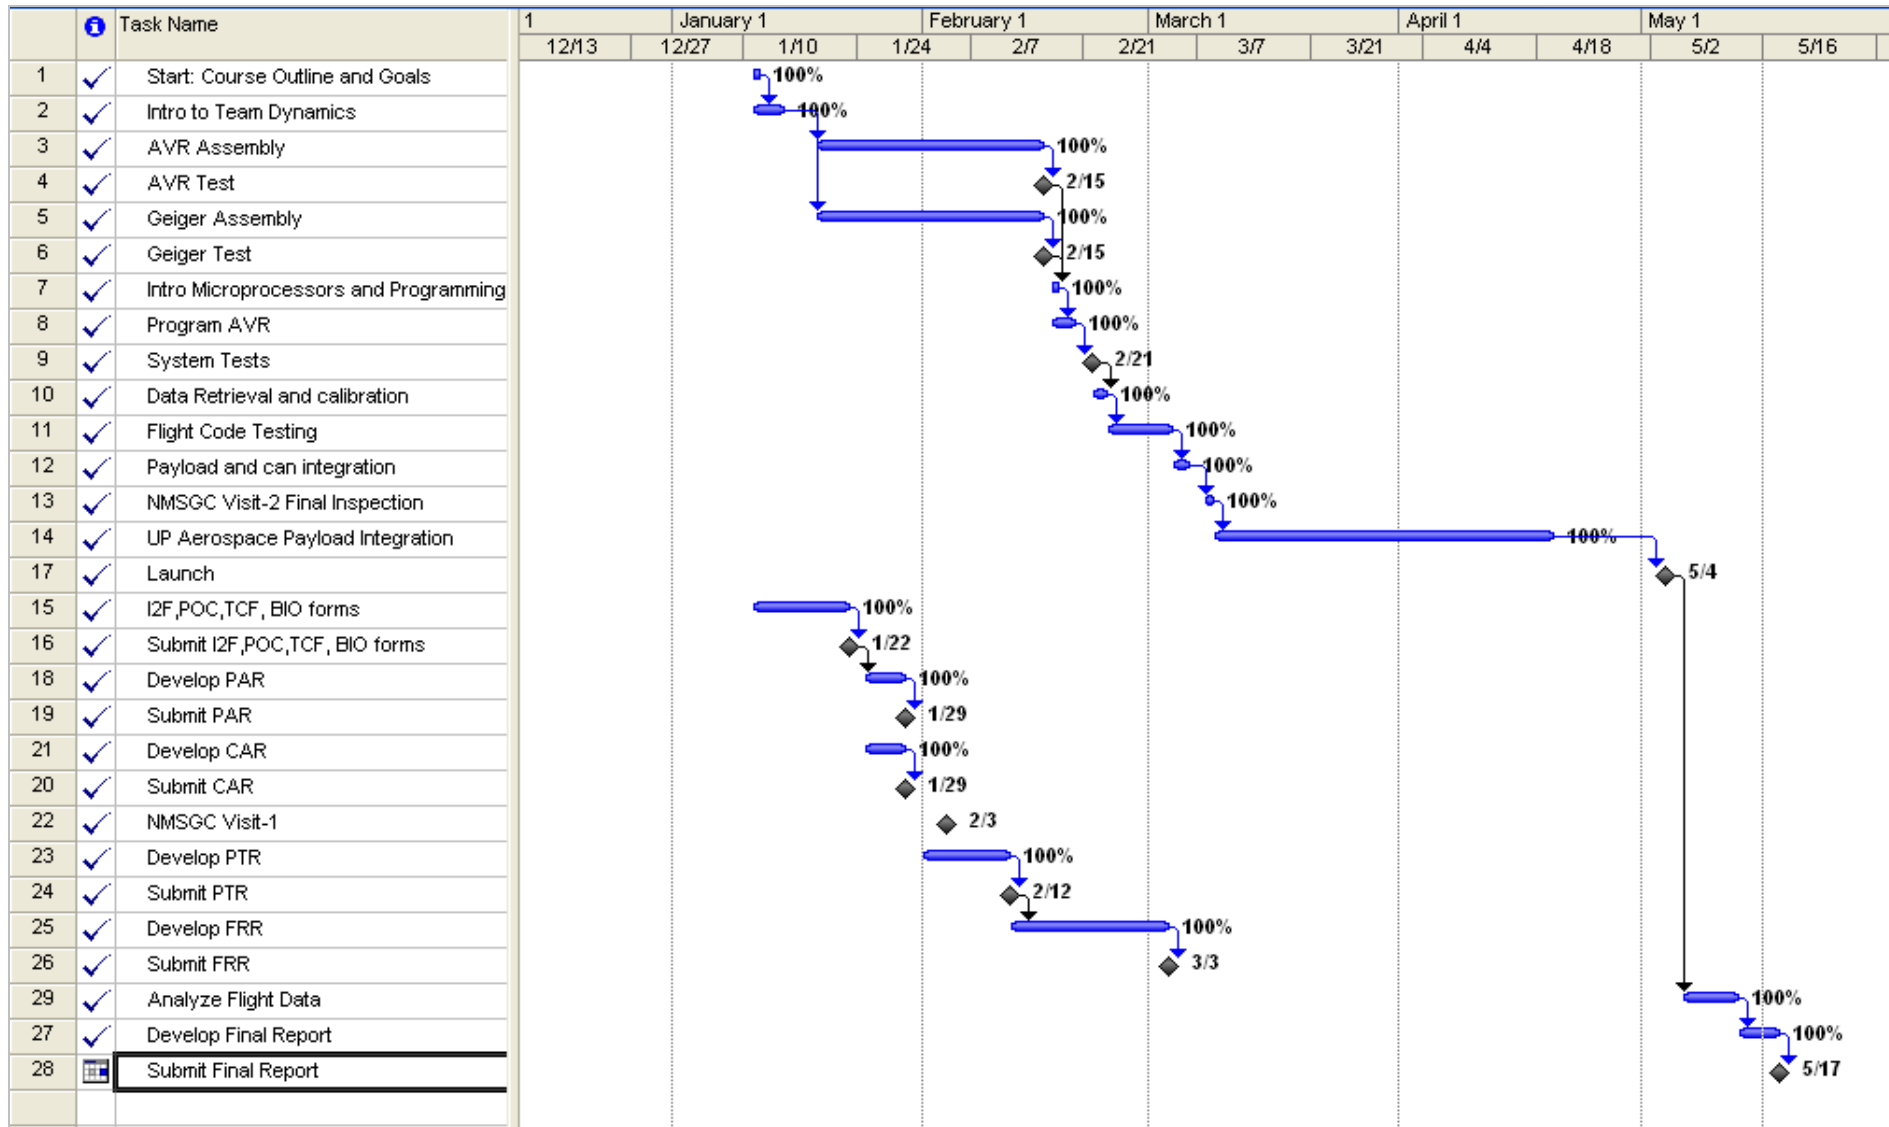 Task Name 1 January 1 February 1 March 1 April 1 May 1
12/13 12/27 1/10 1/24 2/7 2/21 3/7 3/21 4/4 4/18 5/2 5/16
1 Start: Course Outline and Goals 100%
2 Intro to Team Dynamics 100%
3 AVR Assembly 100%
4 AVR Test 2/15
5 Geiger Assembly 100%
6 Geiger Test 2/15
7 Intro Microprocessors and Programming 100%
8 Program AVR 100%
9 System Tests 2/21
10 Data Retrieval and calibration 100%
11 Flight Code Testing 100%
12 Payload and can integration 100%
13 NMSGC Visit-2 Final Inspection 100%
14 UP Aerospace Payload Integration 100%
17 Launch 5/4
15 I2F,POC,TCF, BIO forms 100%
16 Submit I2F,POC,TCF, BIO forms 1/22
18 Develop PAR 100%
19 Submit PAR 1/29
21 Develop CAR 100%
20 Submit CAR 1/29
22 NMSGC Visit-1 2/3
23 Develop PTR 100%
24 Submit PTR 2/12
25 Develop FRR 100%
26 Submit FRR 3/3
29 Analyze Flight Data 100%
27 Develop Final Report 100%
28 Submit Final Report 5/17